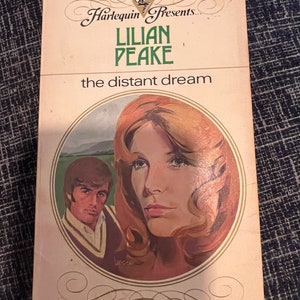 Harlequin Presents...
LILIAN
PEAKE
the distant dream